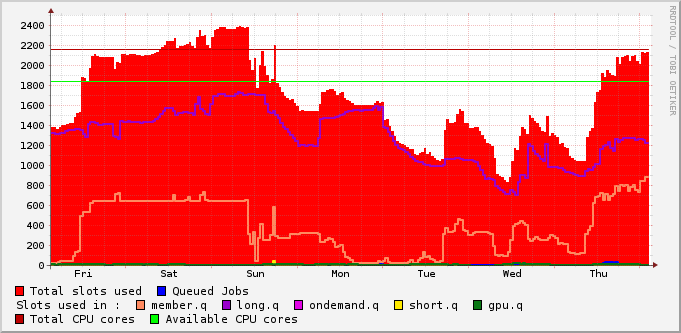 2400
2200
2000
1800
1600
1400
1200
1000
800
600
400
200
0
Fri Sat Sun Mon Tue Wed Thu
RRDTOOL / TOBI OETIKER
Total slots used Queued Jobs
Slots used in : member.q long.q ondemand.q short.q gpu.q
Total CPU cores Available CPU cores